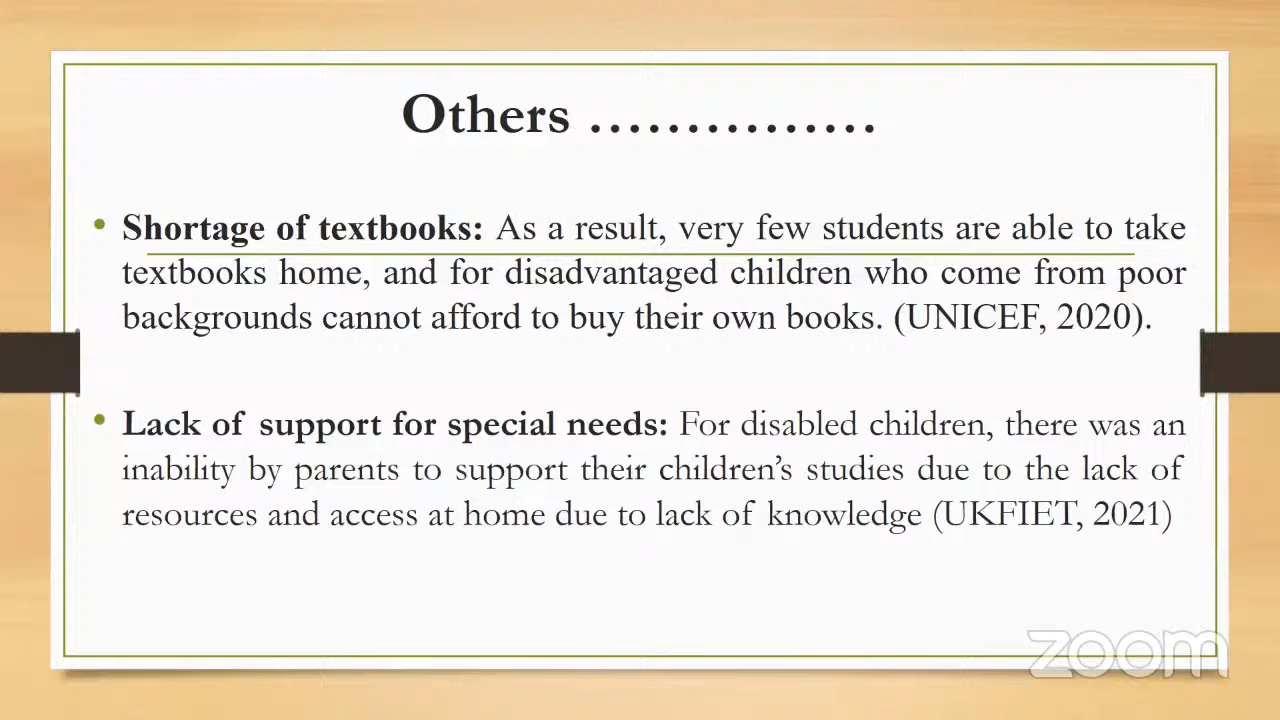 Others ……………
• Shortage of textbooks: As a result, very few students are able to take
textbooks home, and for disadvantaged children who come from poor
backgrounds cannot afford to buy their own books. (UNICEF, 2020).
• Lack of support for special needs: For disabled children, there was an
inability by parents to support their children’s studies due to the lack of
resources and access at home due to lack of knowledge (UKFIET, 2021)
zoom